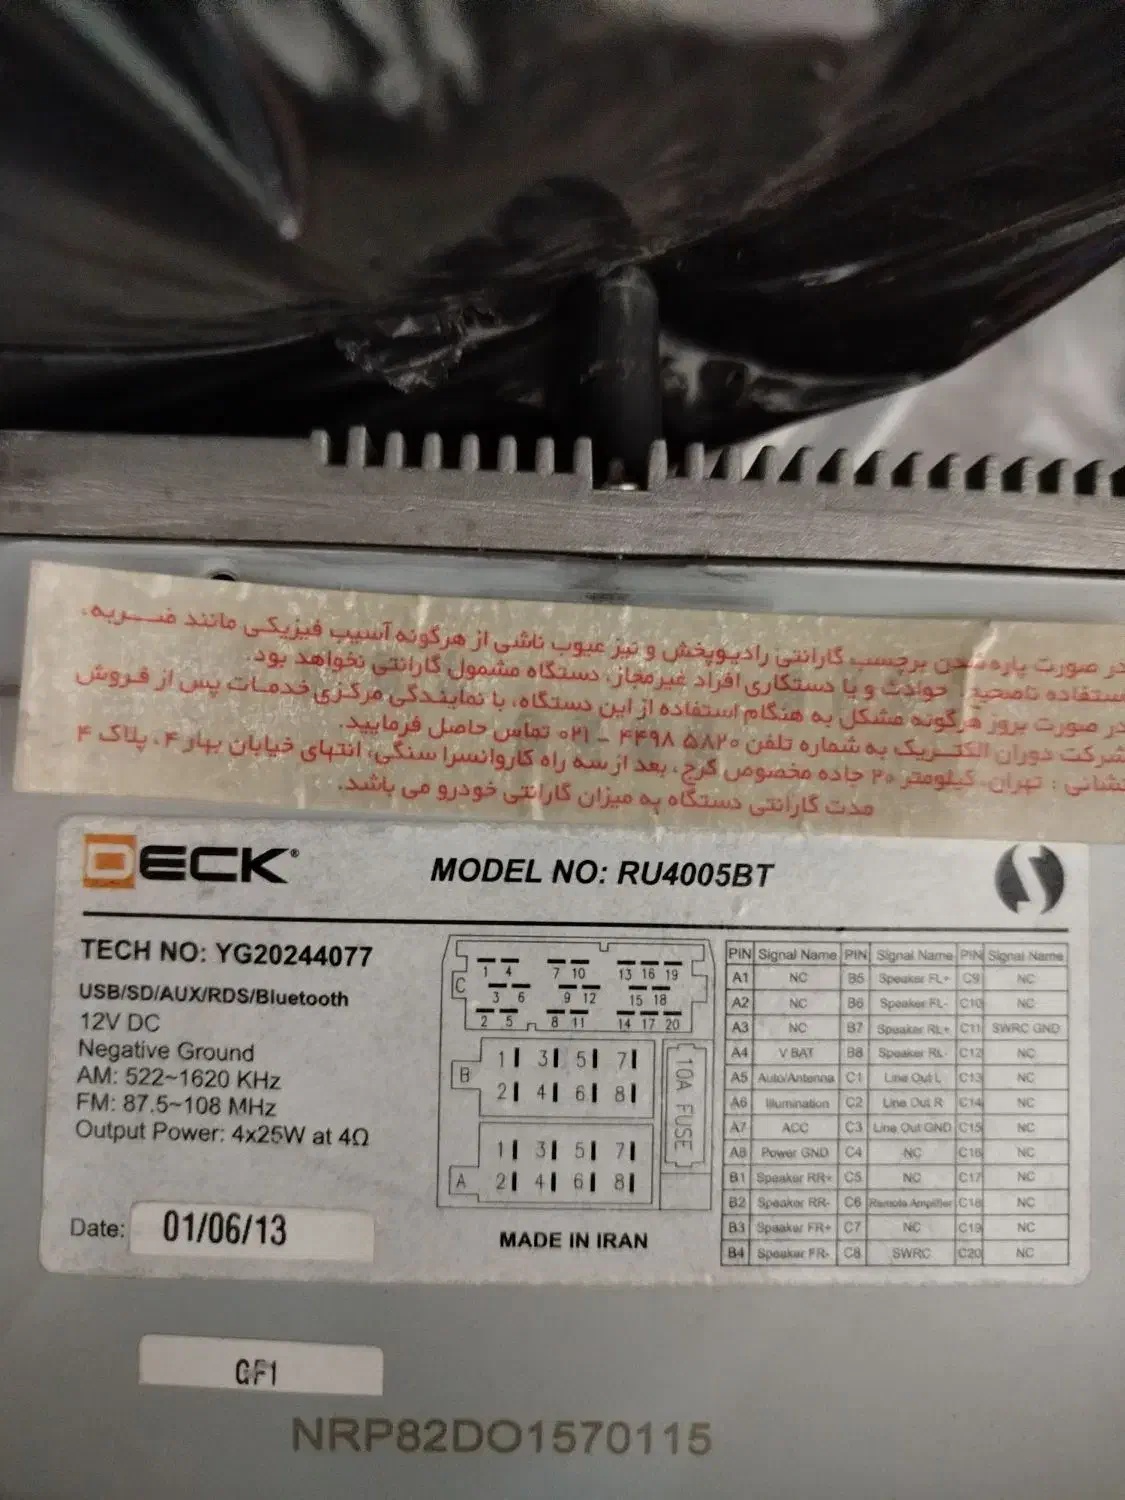 در صورت پاره شدن برچسب گارانتی رادیوپخش و نیز عیوب ناشی از هرگونه آسیب فیزیکی مانند ضـــربه،
استفاده ناصحیح، حوادث و یا دستکاری افراد غیرمجاز، دستگاه مشمول گارانتی نخواهد بود.
در صورت بروز هرگونه مشکل به هنگام استفاده از این دستگاه، با نمایندگی مرکزی خدمـات پس از فـروش
شرکت دوران الکتـریک به شماره تلفن ۴۴۹۸۵۸۲۰ - ۰۲۱ تماس حاصل فرمایید.
نشانی : تهران، کیلومتر ۲۰ جاده مخصوص کرج، بعد از سه راه کاروانسرا سنگی، انتهای خیابان بهار ۴، پلاک ۴
مدت گارانتی دستگاه به میزان گارانتی خودرو می باشد.
DECK®
MODEL NO: RU4005BT
TECH NO: YG20244077
USB/SD/AUX/RDS/Bluetooth
12V DC
Negative Ground
AM: 522~1620 KHz
FM: 87.5~108 MHz
Output Power: 4x25W at 4Ω
Date: 01/06/13
C
1 4 7 10 13 16 19
3 6 9 12 15 18
2 5 8 11 14 17 20
B
1 3 5 7
2 4 6 8
A
1 3 5 7
2 4 6 8
10A FUSE
MADE IN IRAN
PIN Signal Name PIN Signal Name PIN Signal Name
A1 NC B5 Speaker FL+ C9 NC
A2 NC B6 Speaker FL- C10 NC
A3 NC B7 Speaker RL+ C11 SWRC GND
A4 V BAT B8 Speaker RL- C12 NC
A5 Auto/Antenna C1 Line Out L C13 NC
A6 Illumination C2 Line Out R C14 NC
A7 ACC C3 Line Out GND C15 NC
A8 Power GND C4 NC C16 NC
B1 Speaker RR+ C5 NC C17 NC
B2 Speaker RR- C6 Remote Amplifier C18 NC
B3 Speaker FR+ C7 NC C19 NC
B4 Speaker FR- C8 SWRC C20 NC
GF1
NRP82DO1570115